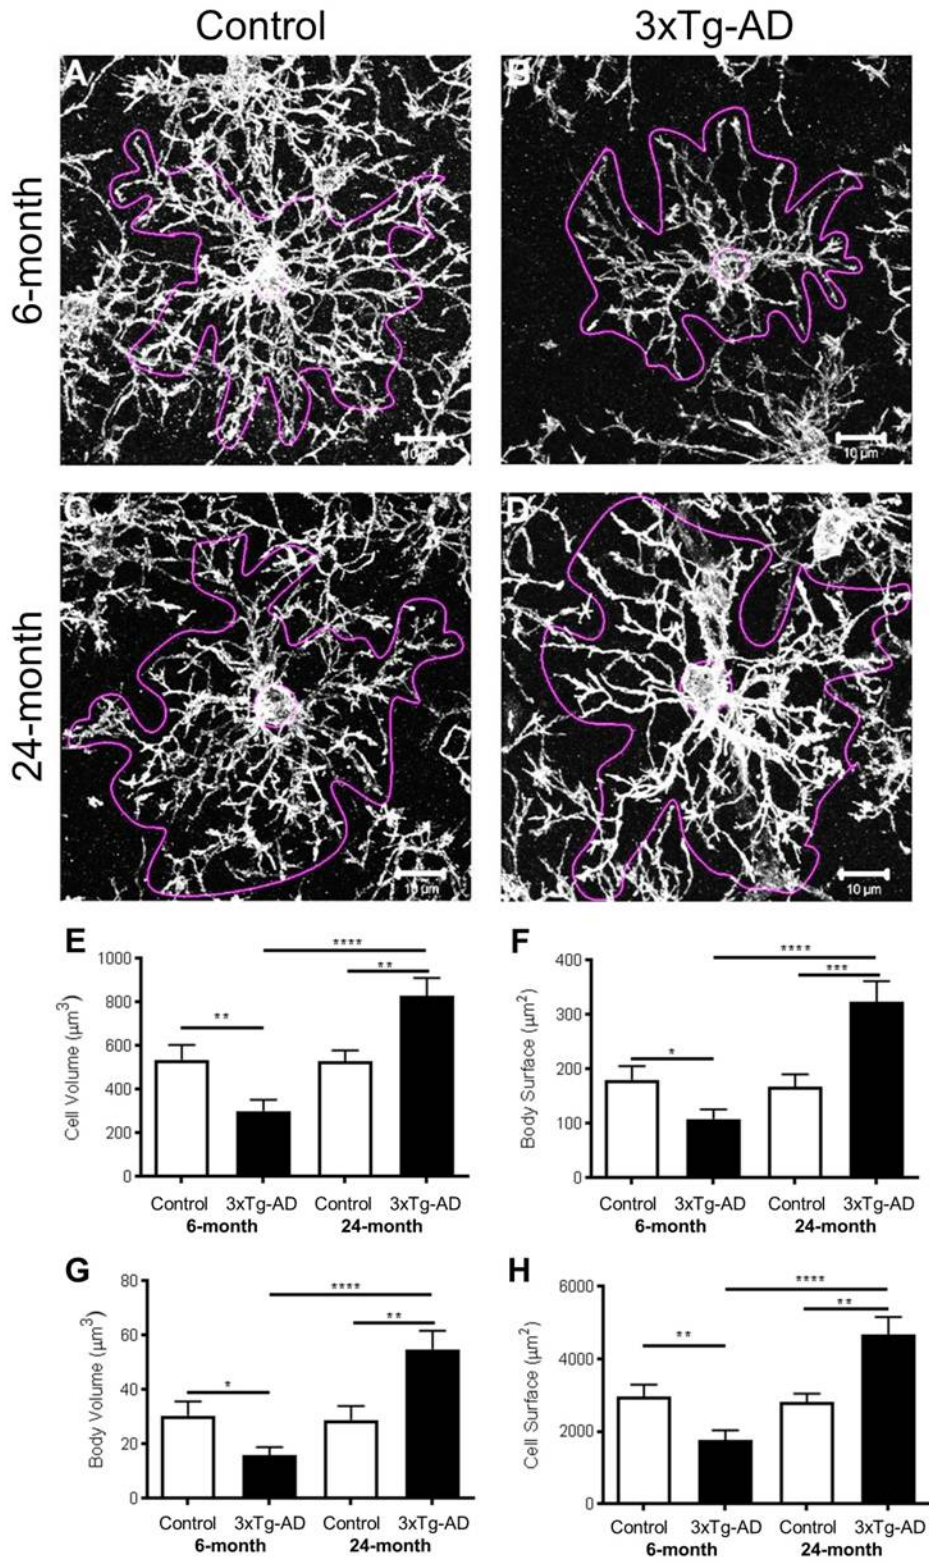 Control 3xTg-AD
6-month
A B
10 µm 10 µm
24-month
C D
10 µm 10 µm
E F
Cell Volume (µm³)
1000
800
600
400
200
0
**** ** **
Control 3xTg-AD Control 3xTg-AD
6-month 24-month
Body Surface (µm²)
400
300
200
100
0
**** *** *
Control 3xTg-AD Control 3xTg-AD
6-month 24-month
G H
Body Volume (µm³)
80
60
40
20
0
**** ** *
Control 3xTg-AD Control 3xTg-AD
6-month 24-month
Cell Surface (µm²)
6000
4000
2000
0
**** ** **
Control 3xTg-AD Control 3xTg-AD
6-month 24-month